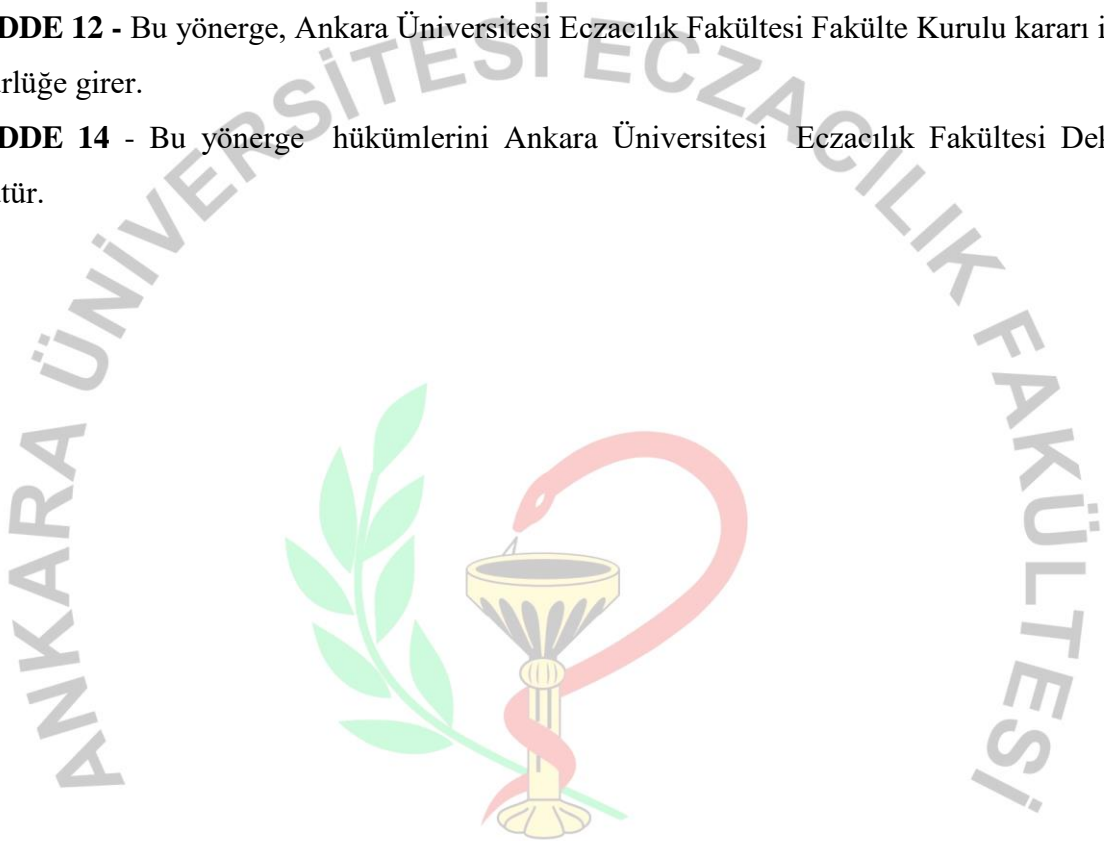 DDE 12 - Bu yönerge, Ankara Üniversitesi Eczacılık Fakültesi Fakülte Kurulu kararı i
rlüğe girer.
DDE 14 - Bu yönerge hükümlerini Ankara Üniversitesi Eczacılık Fakültesi Dek
tür.
ANKARA ÜNİVERSİTESİ ECZACILIK FAKÜLTESİ